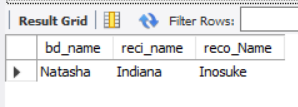 Result Grid Filter Rows:
bd_name reci_name reco_Name
Natasha Indiana Inosuke